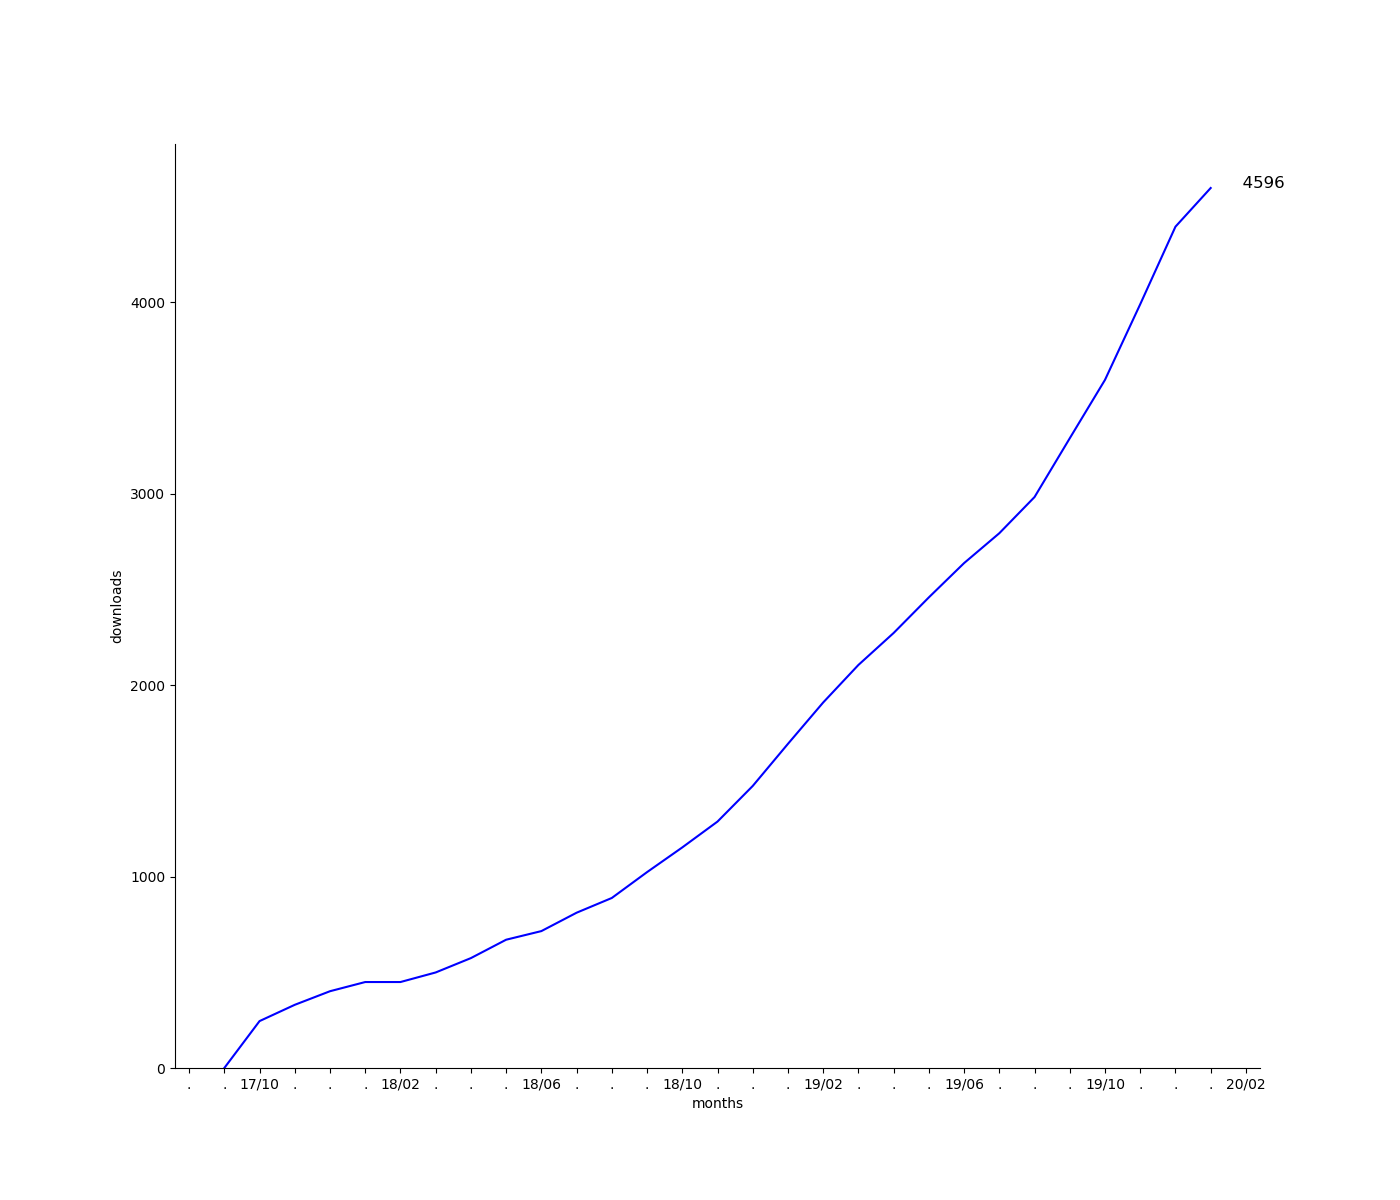 4596
4000
3000
2000
1000
0
downloads
. . 17/10 . . . 18/02 . . . 18/06 . . . 18/10 . . . 19/02 . . . 19/06 . . . 19/10 . . . 20/02
months